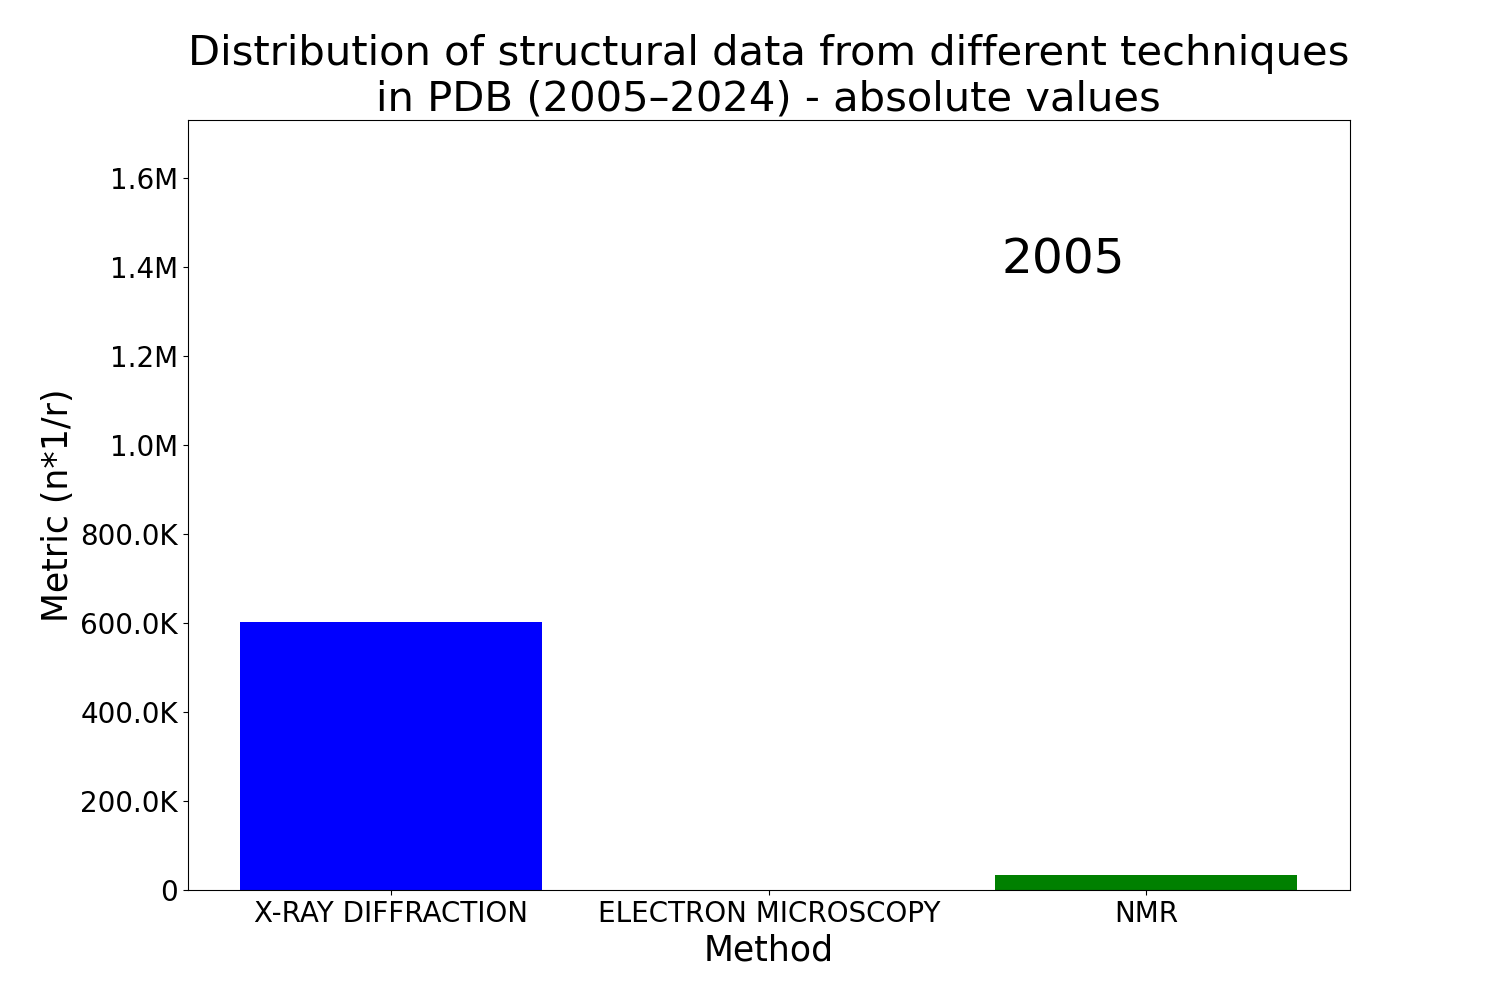 Distribution of structural data from different techniques
in PDB (2005–2024) - absolute values
1.6M
1.4M
1.2M
1.0M
800.0K
600.0K
400.0K
200.0K
0
Metric (n*1/r)
2005
X-RAY DIFFRACTION
ELECTRON MICROSCOPY
NMR
Method